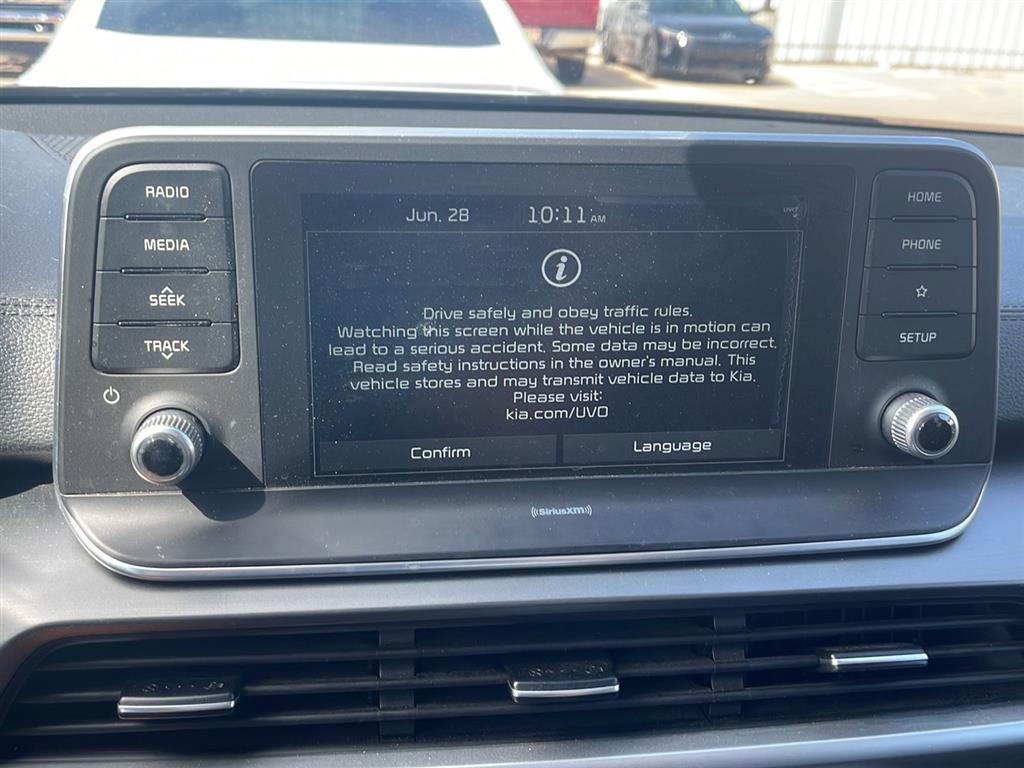 RADIO
MEDIA
SEEK
TRACK
Jun, 28 10:11 AM
UVO
i
Drive safely and obey traffic rules.
Watching this screen while the vehicle is in motion can
lead to a serious accident, Some data may be incorrect,
Read safety instructions in the owner's manual. This
vehicle stores and may transmit vehicle data to Kia.
Please visit:
kia.com/UVO
Confirm Language
HOME
PHONE
SETUP
((SiriusXM))